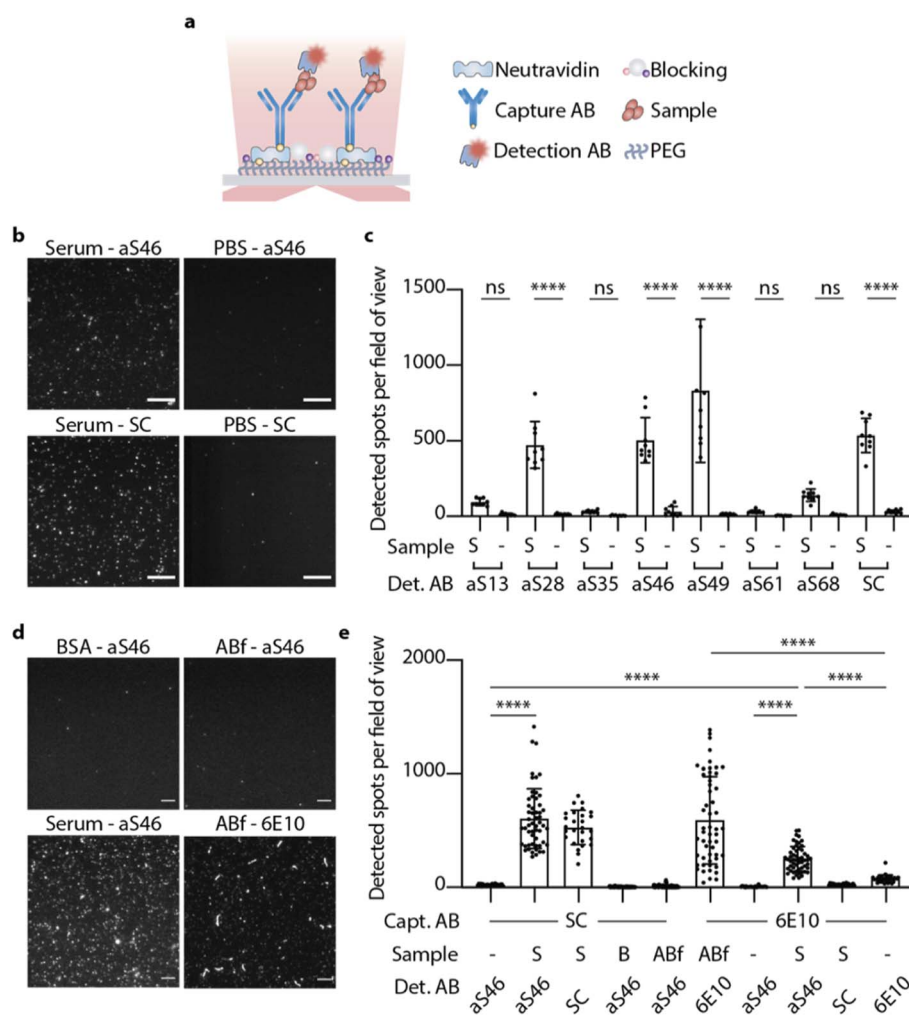 a
Neutravidin
Blocking
Capture AB
Sample
Detection AB
PEG
b
Serum - aS46
PBS - aS46
Serum - SC
PBS - SC
c
Detected spots per field of view
1500
1000
500
0
ns **** ns **** **** ns ns ****
Sample S - S - S - S - S - S - S - S -
Det. AB aS13 aS28 aS35 aS46 aS49 aS61 aS68 SC
d
BSA - aS46
ABf - aS46
Serum - aS46
ABf - 6E10
e
Detected spots per field of view
2000
1000
0
****
**** ****
**** ****
Capt. AB SC 6E10
Sample - S S B ABf ABf - S S -
Det. AB aS46 aS46 SC aS46 aS46 6E10 aS46 aS46 SC 6E10